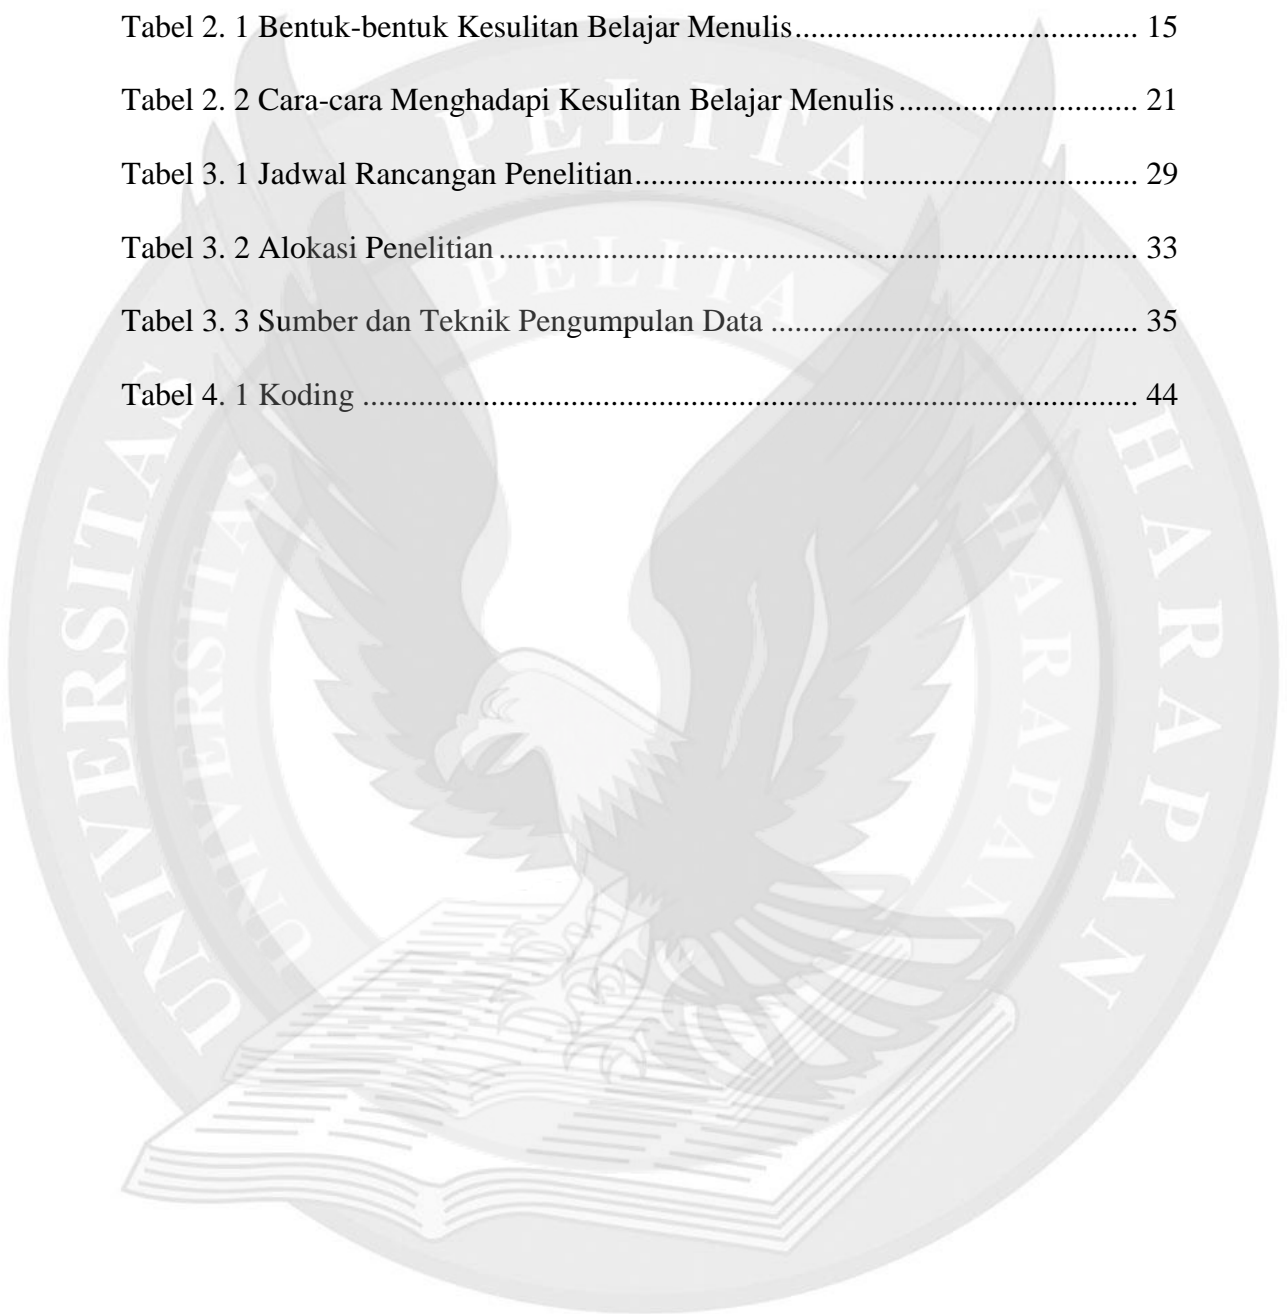 Tabel 2. 1 Bentuk-bentuk Kesulitan Belajar Menulis.......................................... 15
Tabel 2. 2 Cara-cara Menghadapi Kesulitan Belajar Menulis ............................. 21
Tabel 3. 1 Jadwal Rancangan Penelitian.............................................................. 29
Tabel 3. 2 Alokasi Penelitian ............................................................................... 33
Tabel 3. 3 Sumber dan Teknik Pengumpulan Data ............................................. 35
Tabel 4. 1 Koding ................................................................................................ 44
UNIVERSITAS PELITA HARAPAN
UNIVERSITAS PELITA HARAPAN